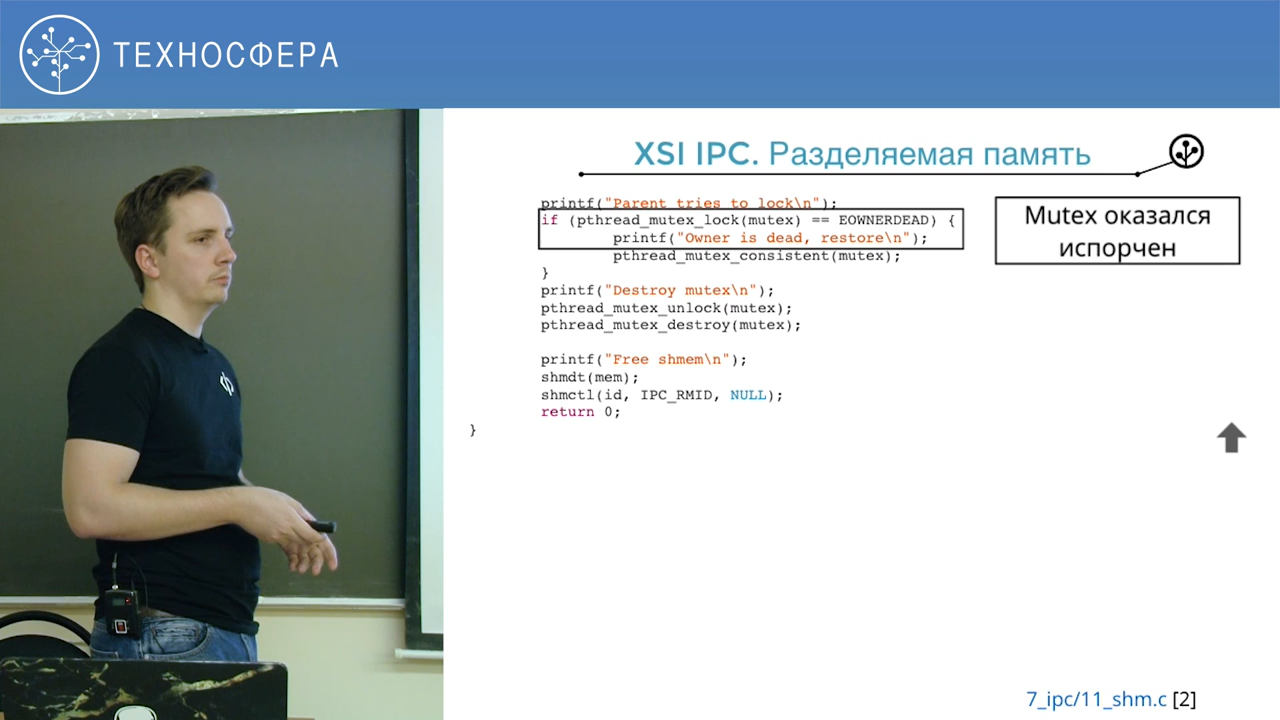 ТЕХНОСФЕРА
XSI IPC. Разделяемая память
printf("Parent tries to lock\n");
if (pthread_mutex_lock(mutex) == EOWNERDEAD) {
printf("Owner is dead, restore\n");
pthread_mutex_consistent(mutex);
}
printf("Destroy mutex\n");
pthread_mutex_unlock(mutex);
pthread_mutex_destroy(mutex);
printf("Free shmem\n");
shmdt(mem);
shmctl(id, IPC_RMID, NULL);
return 0;
}
Mutex оказался
испорчен
7_ipc/11_shm.c [2]